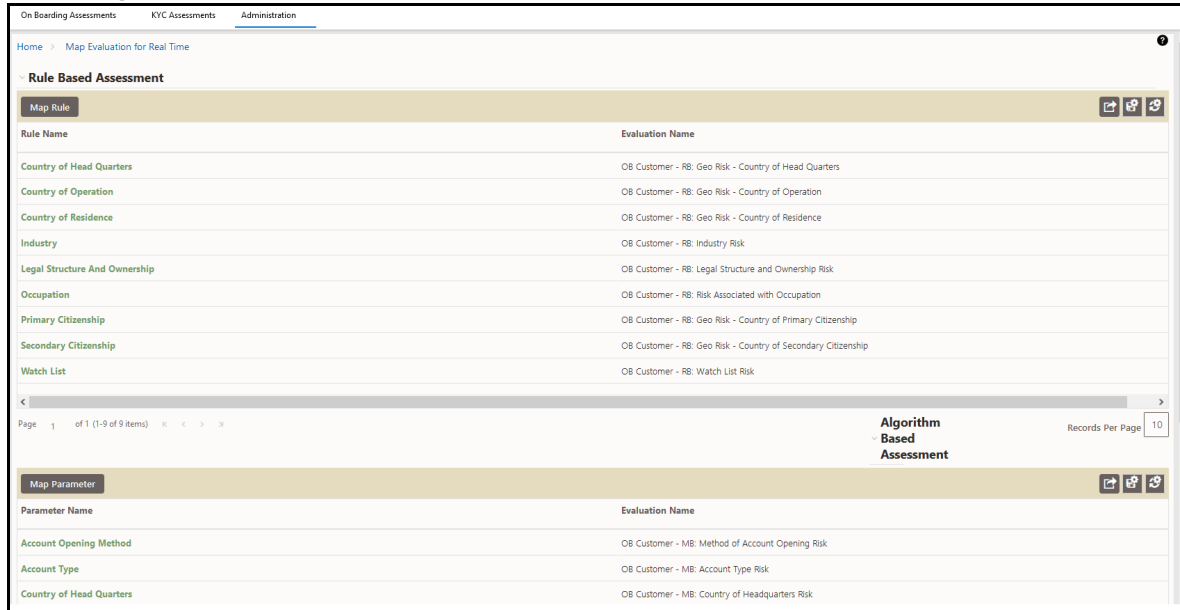 On Boarding Assessments KYC Assessments Administration
Home > Map Evaluation for Real Time
Rule Based Assessment
Map Rule
Rule Name Evaluation Name
Country of Head Quarters OB Customer - RB: Geo Risk - Country of Head Quarters
Country of Operation OB Customer - RB: Geo Risk - Country of Operation
Country of Residence OB Customer - RB: Geo Risk - Country of Residence
Industry OB Customer - RB: Industry Risk
Legal Structure And Ownership OB Customer - RB: Legal Structure and Ownership Risk
Occupation OB Customer - RB: Risk Associated with Occupation
Primary Citizenship OB Customer - RB: Geo Risk - Country of Primary Citizenship
Secondary Citizenship OB Customer - RB: Geo Risk - Country of Secondary Citizenship
Watch List OB Customer - RB: Watch List Risk
Page 1 of 1 (1-9 of 9 items) Records Per Page 10
Algorithm
Based
Assessment
Map Parameter
Parameter Name Evaluation Name
Account Opening Method OB Customer - MB: Method of Account Opening Risk
Account Type OB Customer - MB: Account Type Risk
Country of Head Quarters OB Customer - MB: Country of Headquarters Risk